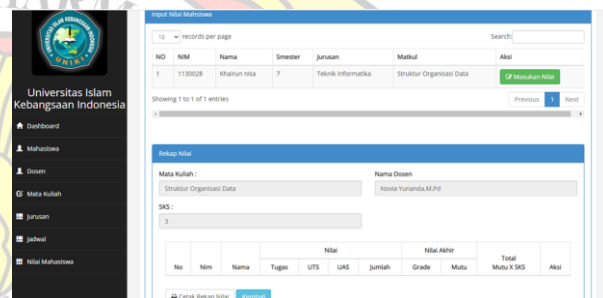 Input Nilai Mahsiswa
10 records per page
Search:
NO NIM Nama Smester Jurusan Matkul Aksi
1 1130028 Khairun nisa 7 Teknik Informatika Struktur Organisasi Data Masukan Nilai
Showing 1 to 1 of 1 entries
Previous 1 Next
UNIKI
Universitas Islam
Kebangsaan Indonesia
Dashboard
Mahasiswa
Dosen
Mata Kuliah
Jurusan
Jadwal
Nilai Mahasiswa
Rekap Nilai
Mata Kuliah :
Struktur Organisasi Data
Nama Dosen
Novia Yunanda.M.Pd
SKS :
3
Nilai Nilai Akhir
No Nim Nama Tugas UTS UAS Jumlah Grade Mutu Total Mutu X SKS Aksi
Cetak Rekap Nilai Kembali